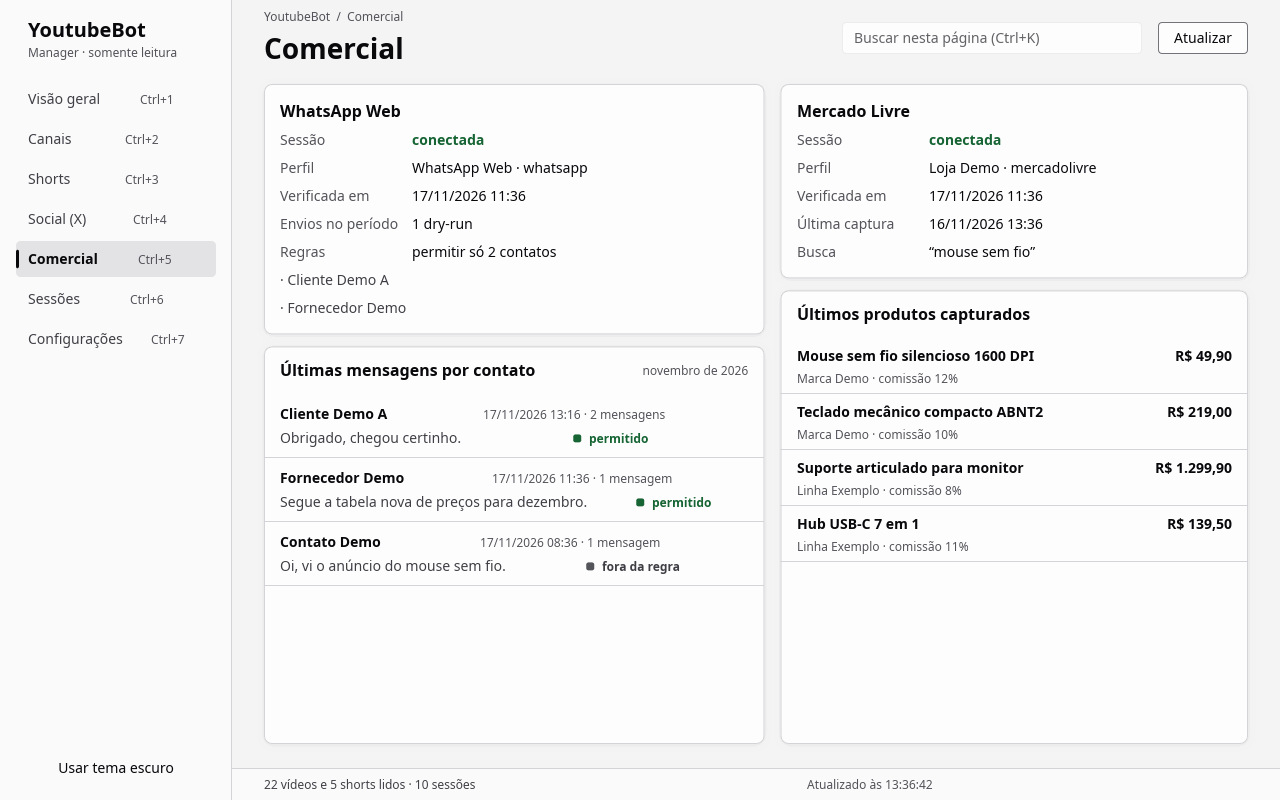 YoutubeBot
Manager · somente leitura
Visão geral Ctrl+1
Canais Ctrl+2
Shorts Ctrl+3
Social (X) Ctrl+4
Comercial Ctrl+5
Sessões Ctrl+6
Configurações Ctrl+7
Usar tema escuro
YoutubeBot / Comercial
Comercial
Buscar nesta página (Ctrl+K)
Atualizar
WhatsApp Web
Sessão conectada
Perfil WhatsApp Web · whatsapp
Verificada em 17/11/2026 11:36
Envios no período 1 dry-run
Regras permitir só 2 contatos
· Cliente Demo A
· Fornecedor Demo
Últimas mensagens por contato novembro de 2026
Cliente Demo A 17/11/2026 13:16 · 2 mensagens
Obrigado, chegou certinho. permitido
Fornecedor Demo 17/11/2026 11:36 · 1 mensagem
Segue a tabela nova de preços para dezembro. permitido
Contato Demo 17/11/2026 08:36 · 1 mensagem
Oi, vi o anúncio do mouse sem fio. fora da regra
Mercado Livre
Sessão conectada
Perfil Loja Demo · mercadolivre
Verificada em 17/11/2026 11:36
Última captura 16/11/2026 13:36
Busca “mouse sem fio”
Últimos produtos capturados
Mouse sem fio silencioso 1600 DPI R$ 49,90
Marca Demo · comissão 12%
Teclado mecânico compacto ABNT2 R$ 219,00
Marca Demo · comissão 10%
Suporte articulado para monitor R$ 1.299,90
Linha Exemplo · comissão 8%
Hub USB-C 7 em 1 R$ 139,50
Linha Exemplo · comissão 11%
22 vídeos e 5 shorts lidos · 10 sessões
Atualizado às 13:36:42